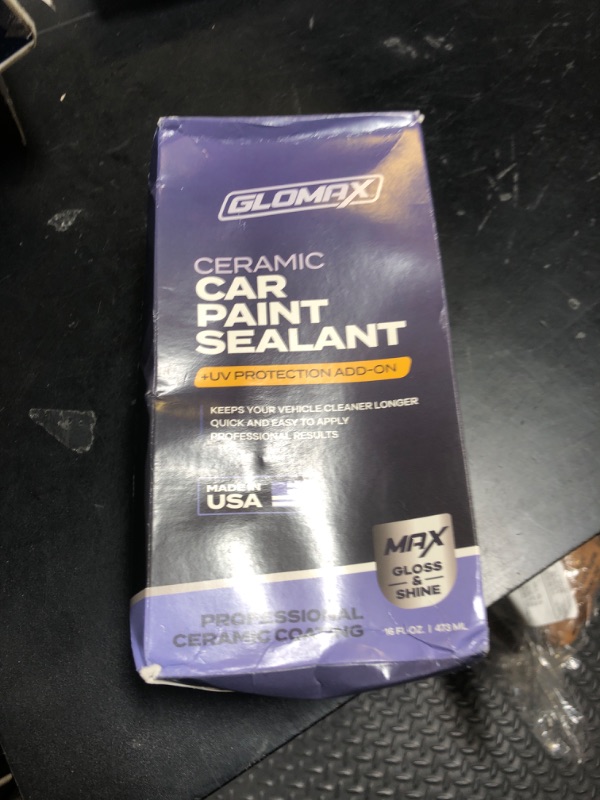 GLOMAX
CERAMIC
CAR
PAINT
SEALANT
+UV PROTECTION ADD-ON
KEEPS YOUR VEHICLE CLEANER LONGER
QUICK AND EASY TO APPLY
PROFESSIONAL RESULTS
MADE IN
USA
MAX
GLOSS
&
SHINE
PROFESSIONAL
CERAMIC COATING
16 FL OZ. | 473 ML